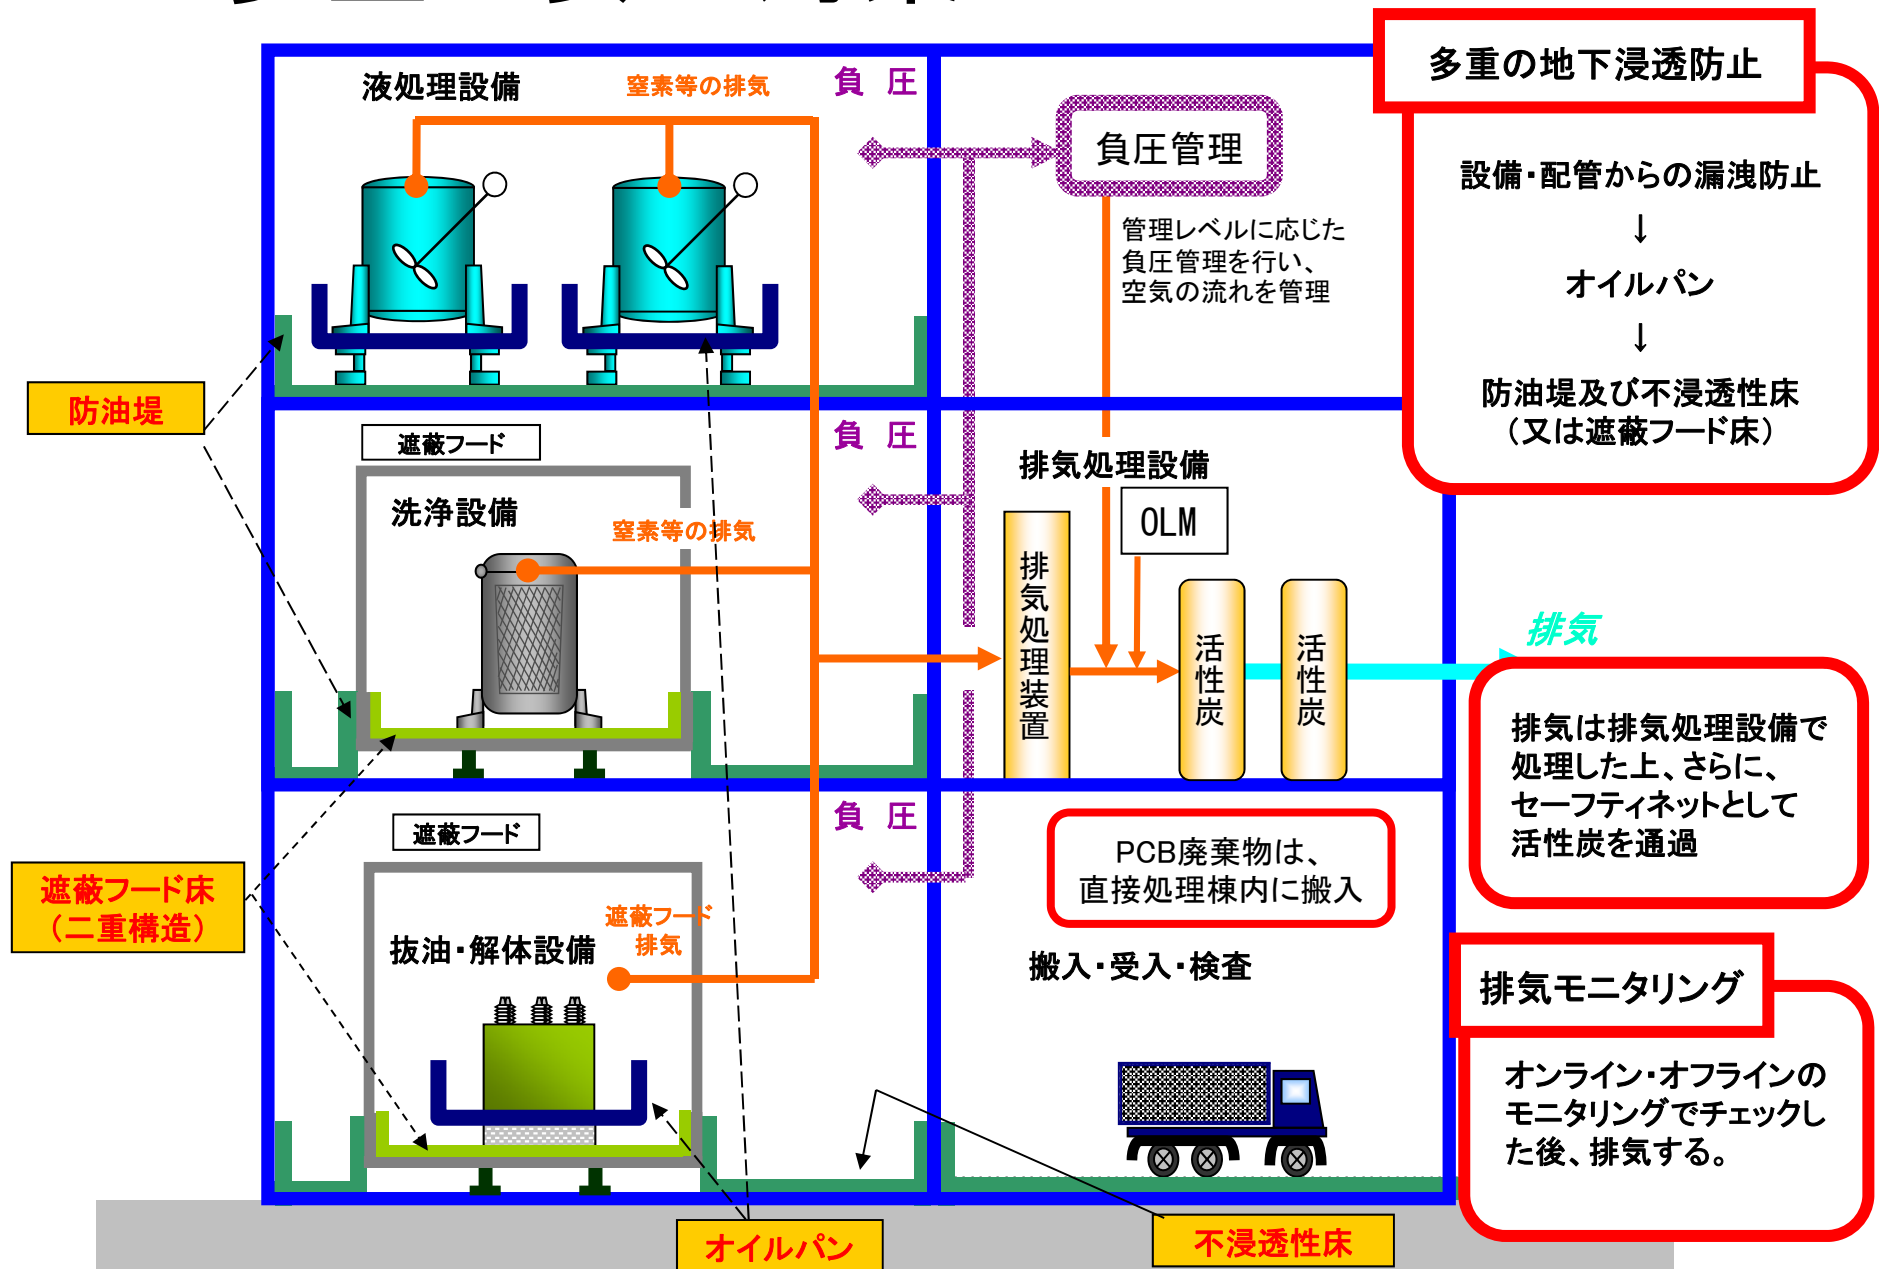 多重の地下浸透防止
設備・配管からの漏洩防止
↓
オイルパン
↓
防油堤及び不浸透性床
（又は遮蔽フード床）
液処理設備
窒素等の排気
負 圧
負圧管理
管理レベルに応じた
負圧管理を行い、
空気の流れを管理
防油堤
遮蔽フード
負 圧
洗浄設備
窒素等の排気
排気処理設備
OLM
排気処理装置
活性炭
活性炭
排気
排気は排気処理設備で
処理した上、さらに、
セーフティネットとして
活性炭を通過
遮蔽フード
負 圧
PCB廃棄物は、
直接処理棟内に搬入
遮蔽フード床
（二重構造）
遮蔽フード
排気
抜油・解体設備
搬入・受入・検査
排気モニタリング
オンライン・オフラインの
モニタリングでチェックし
た後、排気する。
オイルパン
不浸透性床